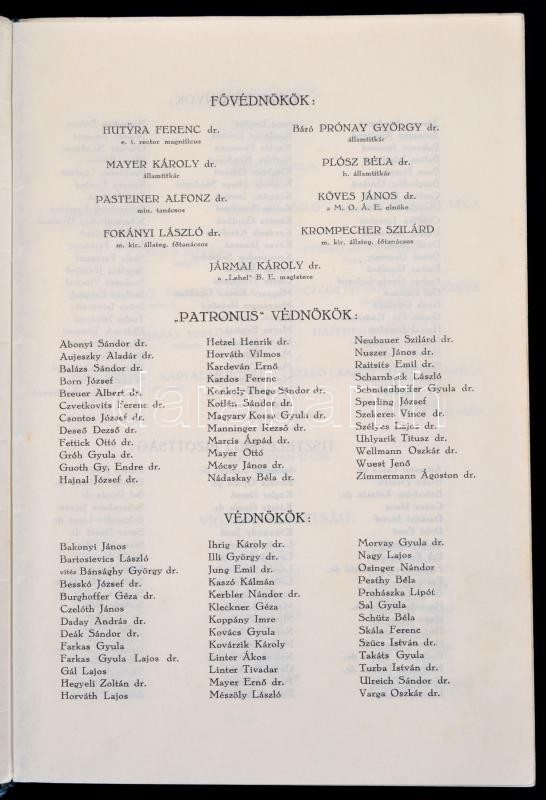 FŐVÉDNÖKÖK:
HUTŸRA FERENC dr.
e. i. rector magnificus
MAYER KÁROLY dr.
államtitkár
PASTEINER ALFONZ dr.
min. tanácsos
FOKÁNYI LÁSZLÓ dr.
m. kir. állateg. főtanácsos
Báró PRÓNAY GYÖRGY dr.
államtitkár
PLÓSZ BÉLA dr.
h. államtitkár
KÖVES JÁNOS dr.
a M. O. Á. E. elnöke
KROMPECHER SZILÁRD
m. kir. állateg. főtanácsos
JÁRMAI KÁROLY dr.
a „Lehel" B. E. magistere
„PATRONUS" VÉDNÖKÖK:
Abonyi Sándor dr.
Aujeszky Aladár dr.
Balázs Sándor dr.
Born József
Breuer Albert dr.
Czvetkovits Ferenc dr.
Csontos József dr.
Deseő Dezső dr.
Fettick Ottó dr.
Gróh Gyula dr.
Guoth Gy. Endre dr.
Hajnal József dr.
Hetzel Henrik dr.
Horváth Vilmos
Kardeván Ernő
Kardos Ferenc
Konkoly Thege Sándor dr.
Kotlán Sándor dr.
Magyary Kossa Gyula dr.
Manninger Rezső dr.
Marcis Árpád dr.
Mayer Ottó
Mócsy János dr.
Nádaskay Béla dr.
Neubauer Szilárd dr.
Nuszer János dr.
Raitsits Emil dr.
Scharnbeck László
Schmiedhoffer Gyula dr.
Sperling József
Szekeres Vince dr.
Szélyes Lajos dr.
Uhlyarik Titusz dr.
Wellmann Oszkár dr.
Wuest Jenő
Zimmermann Ágoston dr.
VÉDNÖKÖK:
Bakonyi János
Bartosievics László
vitéz Bánsághy György dr.
Besskó József dr.
Burghoffer Géza dr.
Czelóth János
Daday András dr.
Deák Sándor dr.
Farkas Gyula
Farkas Gyula Lajos dr.
Gál Lajos
Hegyeli Zoltán dr.
Horváth Lajos
Ihrig Károly dr.
Illi György dr.
Jung Emil dr.
Kaszó Kálmán
Kerbler Nándor dr.
Kleckner Géza
Koppány Imre
Kovács Gyula
Kovárzik Károly
Linter Ákos
Linter Tivadar
Mayer Ernő dr.
Mészöly László
Morvay Gyula dr.
Nagy Lajos
Osinger Nándor
Pesthy Béla
Prohászka Lipót
Sal Gyula
Schütz Béla
Skála Ferenc
Szücs István dr.
Takáts Gyula
Turba István dr.
Ulreich Sándor dr.
Varga Oszkár dr.